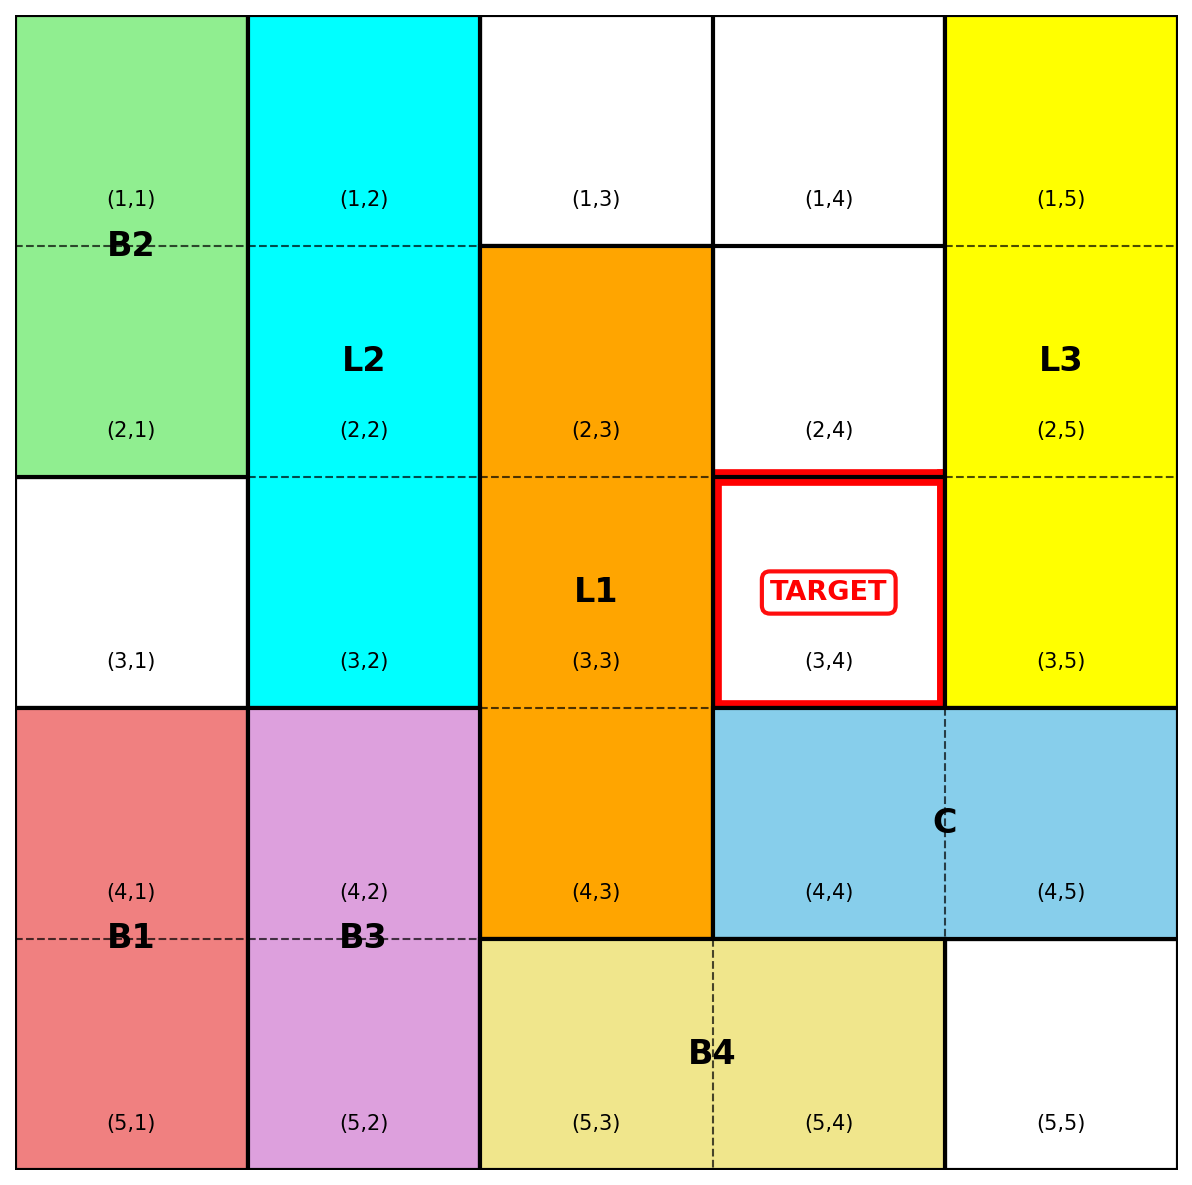 (1,1) (1,2) (1,3) (1,4) (1,5)
B2
L2 L3
(2,1) (2,2) (2,3) (2,4) (2,5)
L1 TARGET
(3,1) (3,2) (3,3) (3,4) (3,5)
C
(4,1) (4,2) (4,3) (4,4) (4,5)
B1 B3
B4
(5,1) (5,2) (5,3) (5,4) (5,5)